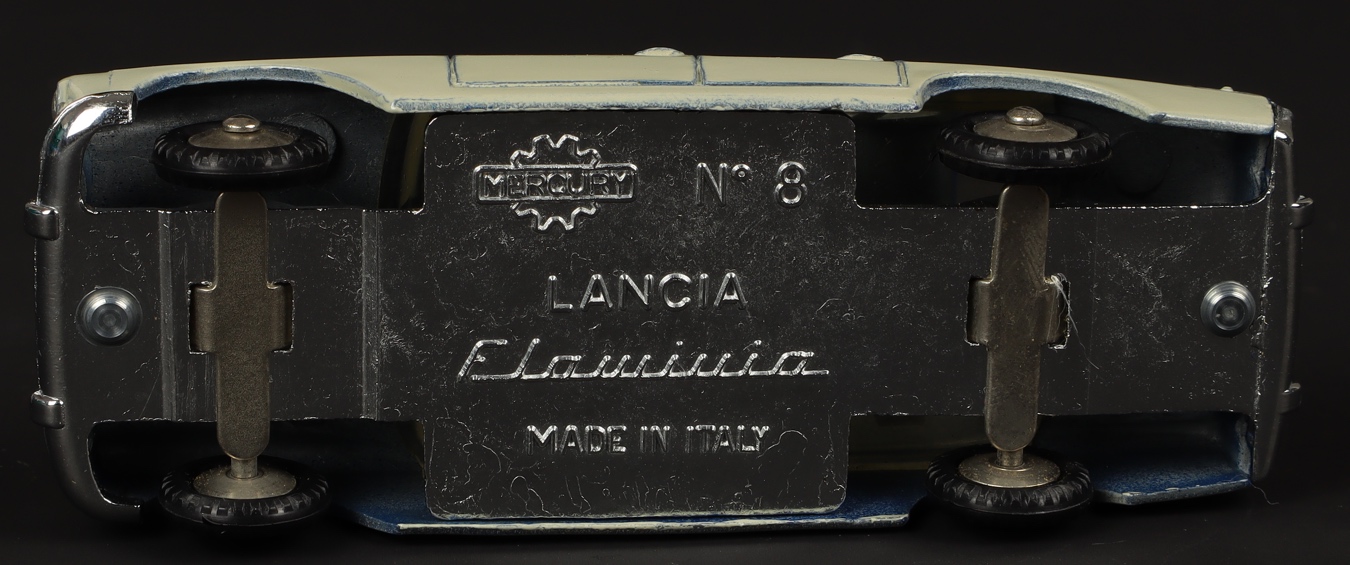 MERCURY
N° 8
LANCIA
Flaminia
MADE IN ITALY